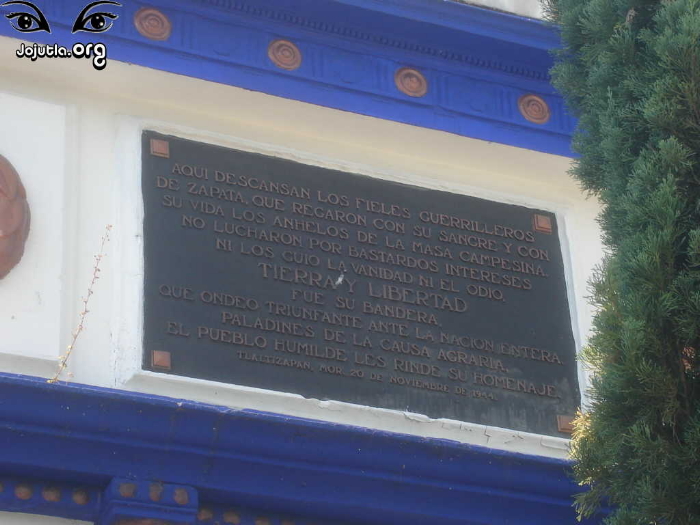 Jojutla.org
AQUI DESCANSAN LOS FIELES GUERRILLEROS
DE ZAPATA, QUE REGARON CON SU SANGRE Y CON
SU VIDA LOS ANHELOS DE LA MASA CAMPESINA.
NO LUCHARON POR BASTARDOS INTERESES
NI LOS GUIO LA VANIDAD NI EL ODIO.
TIERRA Y LIBERTAD
FUE SU BANDERA,
QUE ONDEO TRIUNFANTE ANTE LA NACION ENTERA
PALADINES DE LA CAUSA AGRARIA,
EL PUEBLO HUMILDE LES RINDE SU HOMENAJE.
TLALTIZAPAN, MOR. 20 DE NOVIEMBRE DE 1944.